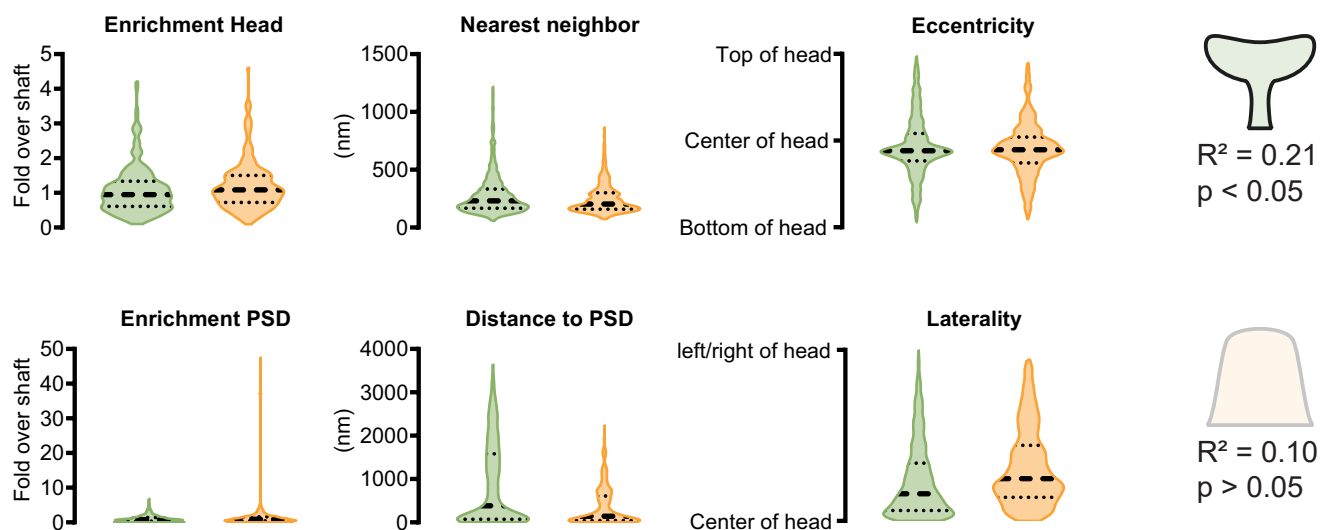 Enrichment Head
Fold over shaft
5
4
3
2
1
0
Nearest neighbor
(nm)
1500
1000
500
0
Eccentricity
Top of head
Center of head
Bottom of head
R² = 0.21
p < 0.05
Enrichment PSD
Fold over shaft
50
40
30
20
10
0
Distance to PSD
(nm)
4000
3000
2000
1000
0
Laterality
left/right of head
Center of head
R² = 0.10
p > 0.05